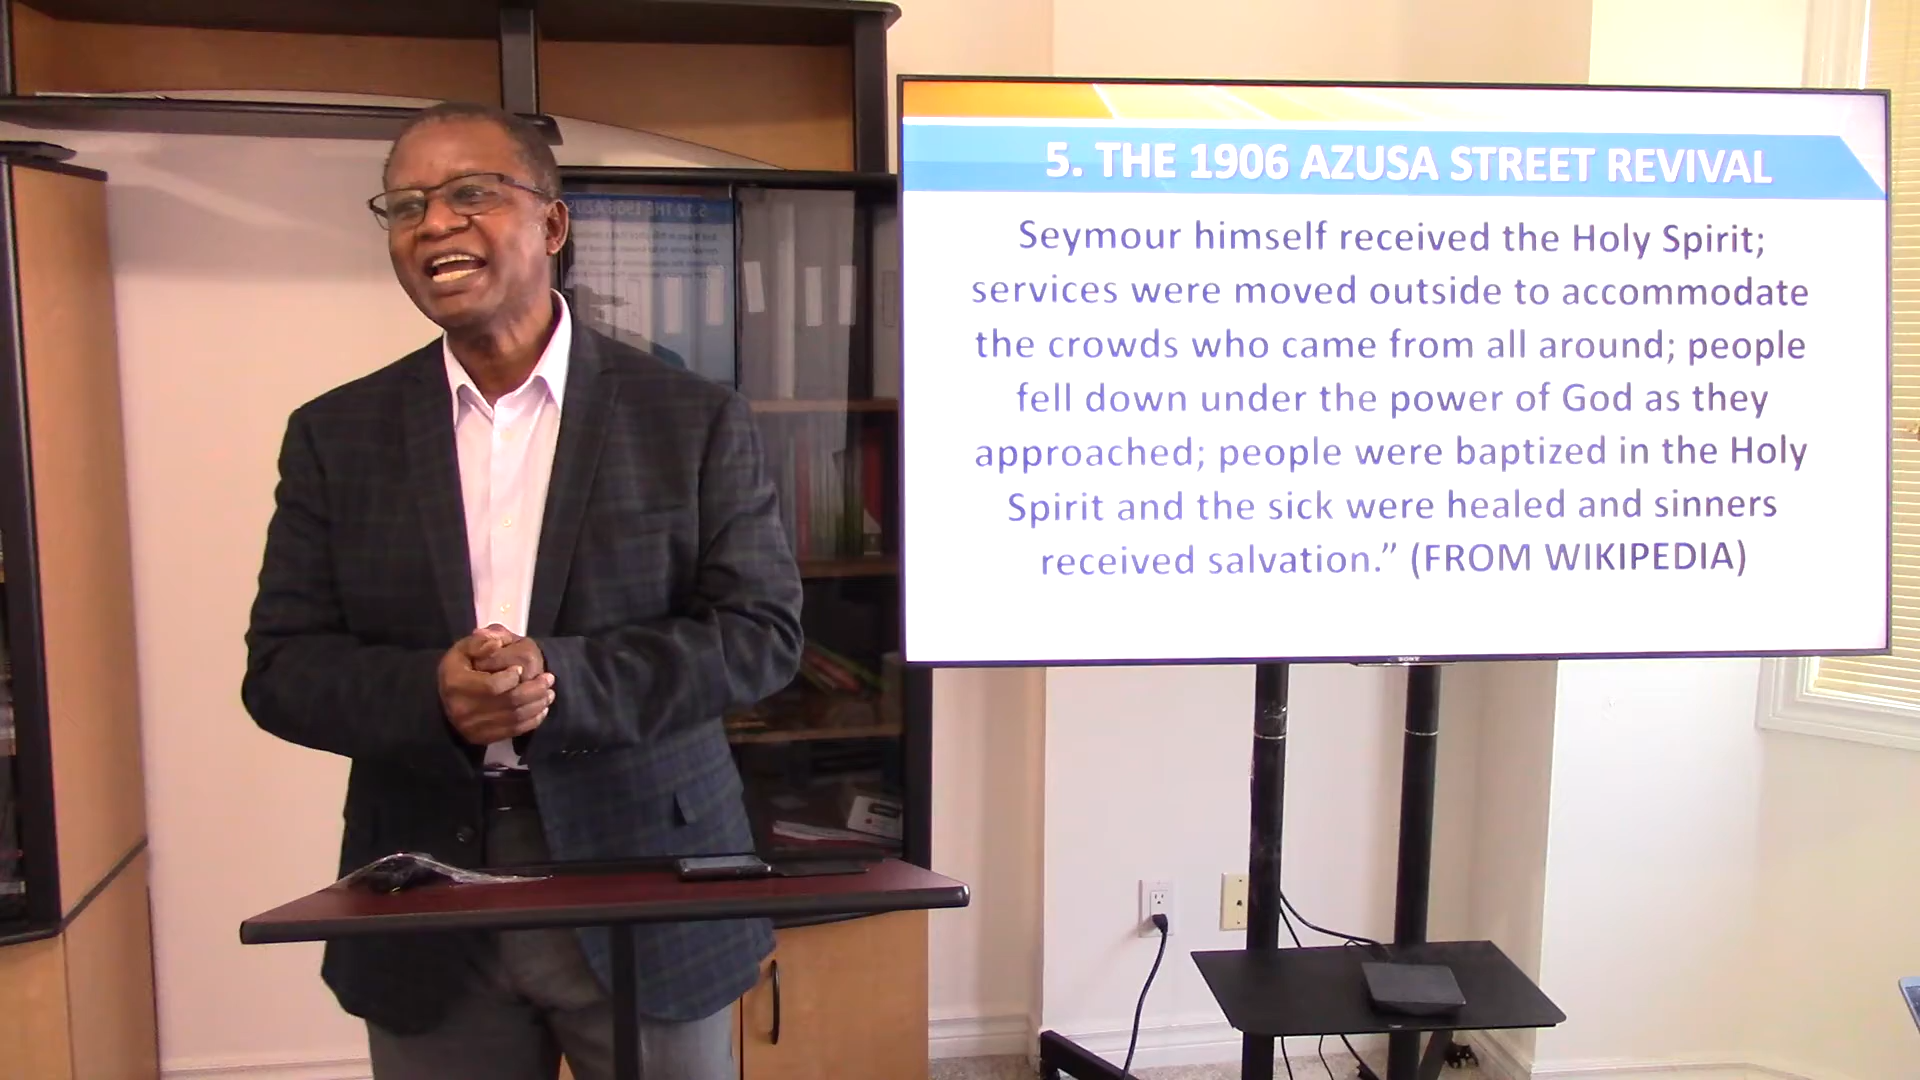 5. THE 1906 AZUSA STREET REVIVAL
Seymour himself received the Holy Spirit;
services were moved outside to accommodate
the crowds who came from all around; people
fell down under the power of God as they
approached; people were baptized in the Holy
Spirit and the sick were healed and sinners
received salvation.” (FROM WIKIPEDIA)
SONY